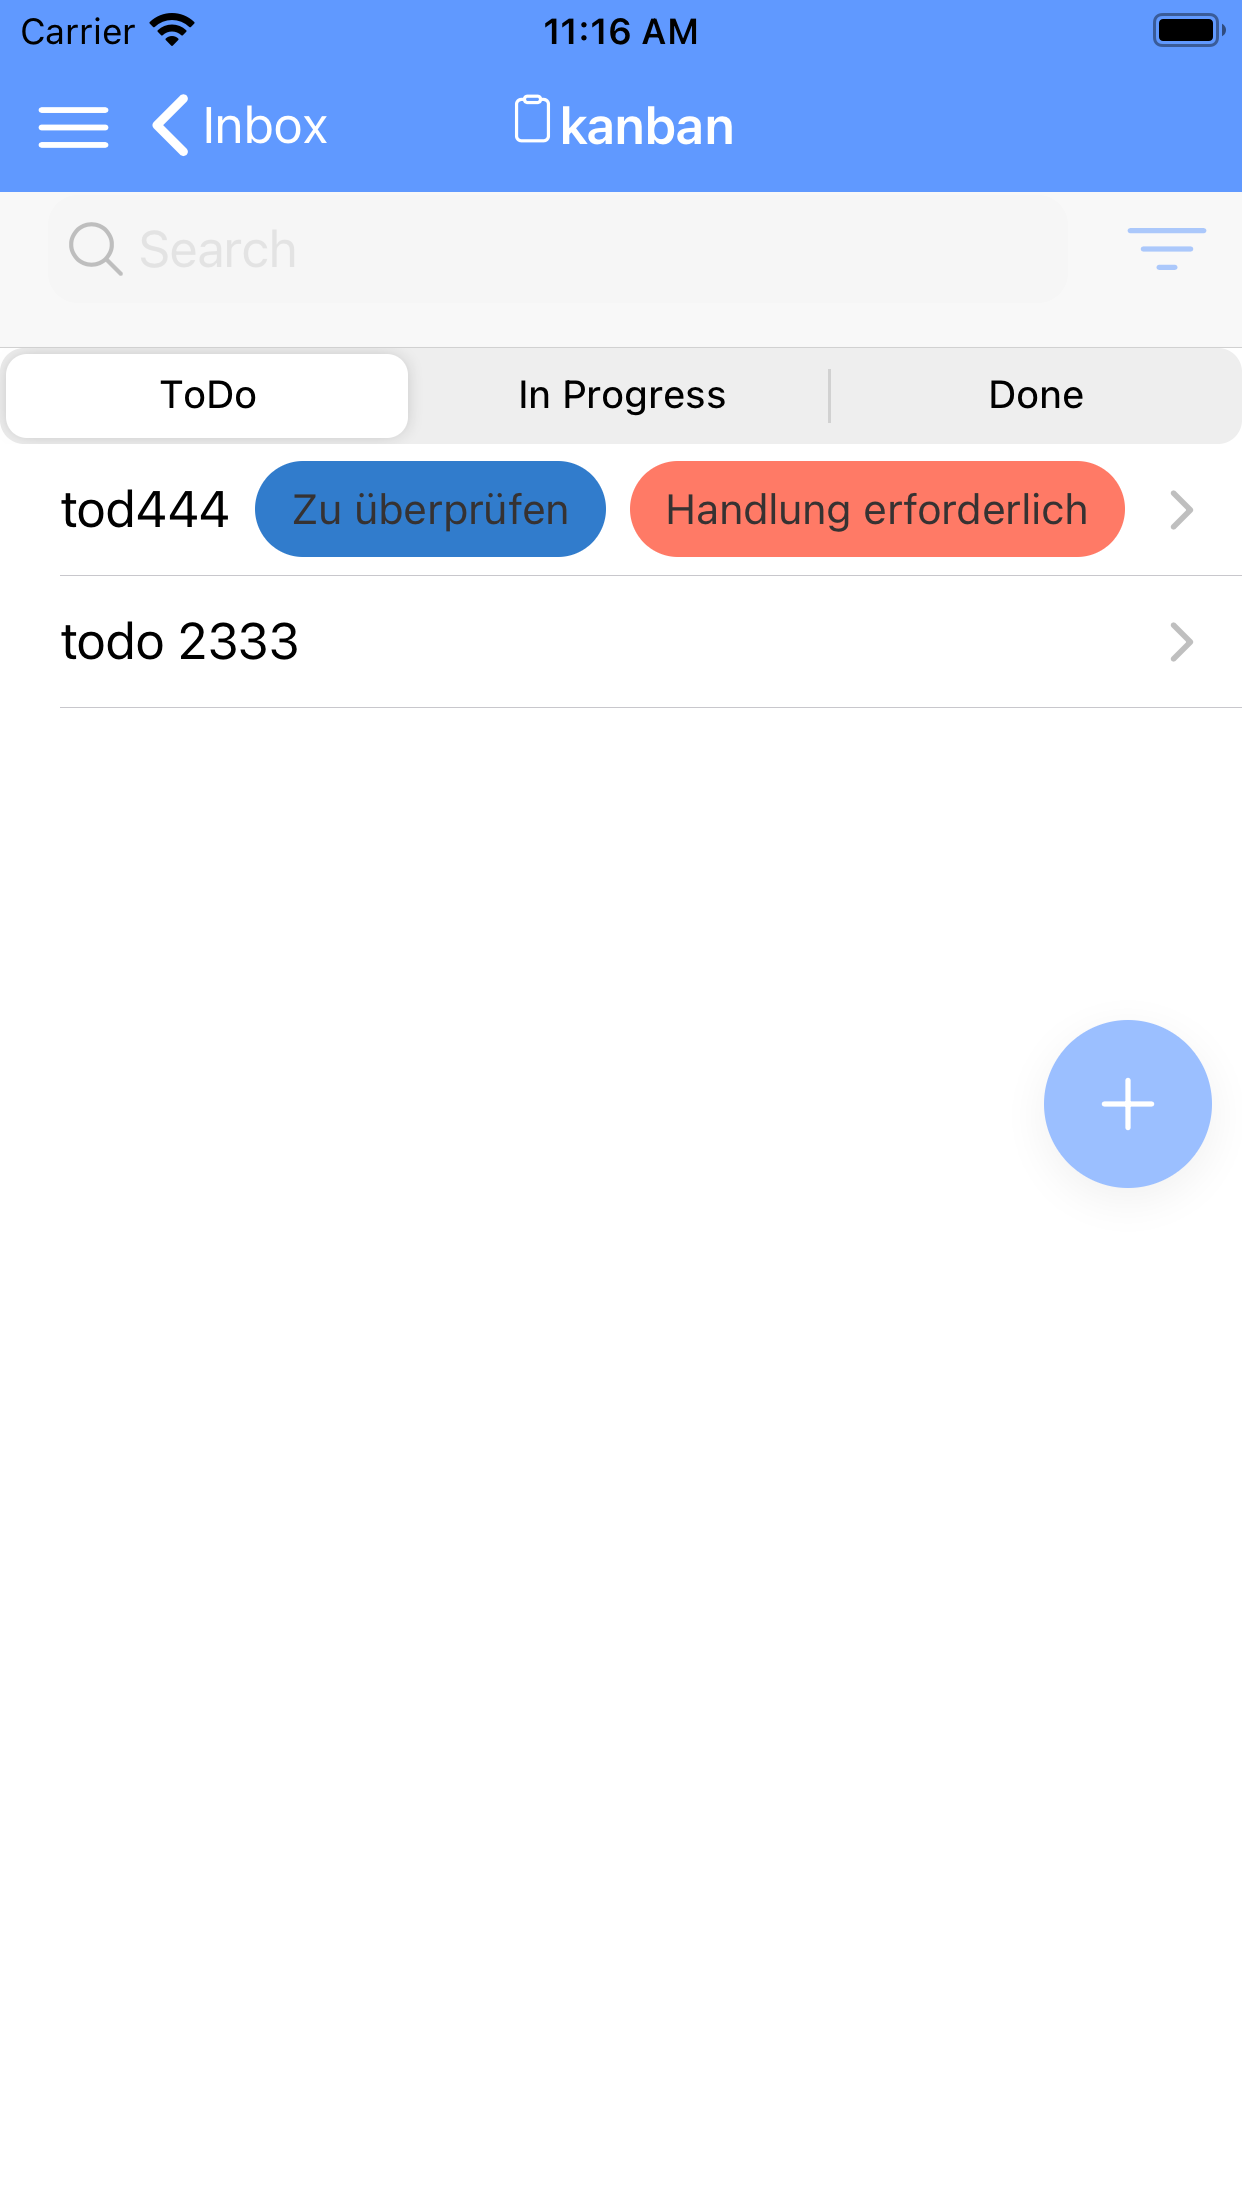 Carrier 11:16 AM
Inbox kanban
Search
ToDo In Progress Done
tod444 Zu überprüfen Handlung erforderlich
todo 2333